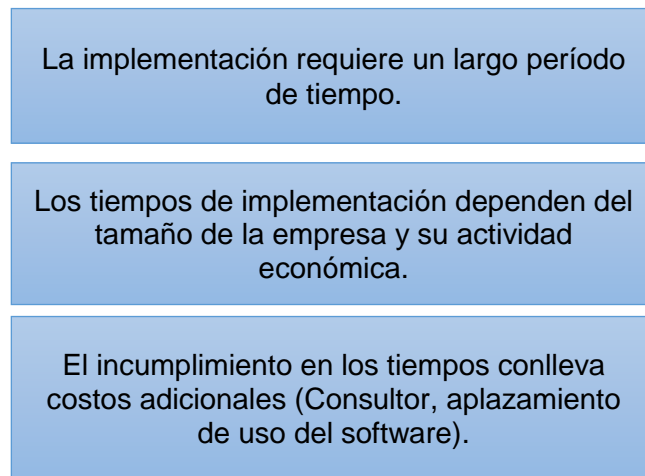 La implementación requiere un largo período
de tiempo.
Los tiempos de implementación dependen del
tamaño de la empresa y su actividad
económica.
El incumplimiento en los tiempos conlleva
costos adicionales (Consultor, aplazamiento
de uso del software).